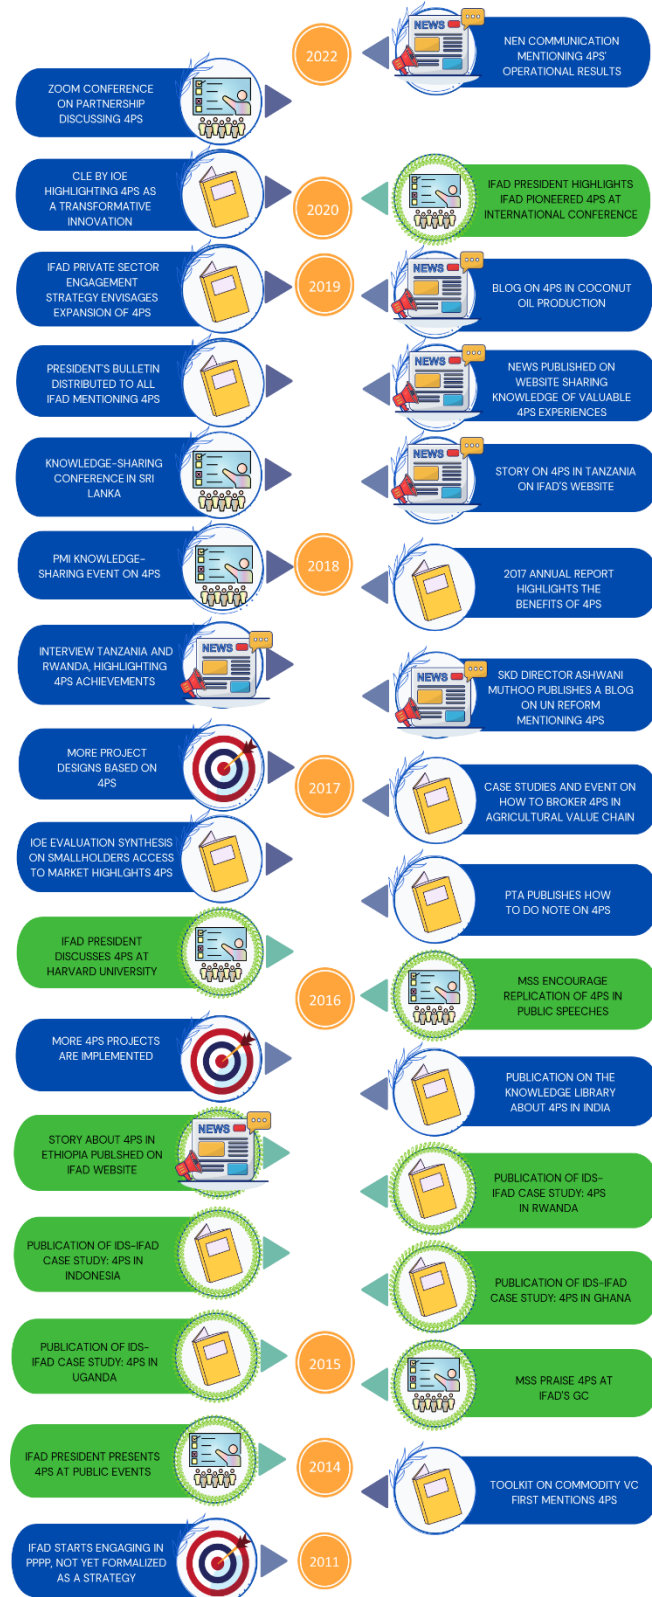 2022
NEWS
NEN COMMUNICATION
MENTIONING 4PS'
OPERATIONAL RESULTS
ZOOM CONFERENCE
ON PARTNERSHIP
DISCUSSING 4PS
CLE BY IOE
HIGHLIGHTING 4PS AS
A TRANSFORMATIVE
INNOVATION
2020
IFAD PRESIDENT HIGHLIGHTS
IFAD PIONEERED 4PS AT
INTERNATIONAL CONFERENCE
IFAD PRIVATE SECTOR
ENGAGEMENT
STRATEGY ENVISAGES
EXPANSION OF 4PS
2019
NEWS
BLOG ON 4PS IN COCONUT
OIL PRODUCTION
PRESIDENT'S BULLETIN
DISTRIBUTED TO ALL
IFAD MENTIONING 4PS
NEWS
NEWS PUBLISHED ON
WEBSITE SHARING
KNOWLEDGE OF VALUABLE
4PS EXPERIENCES
KNOWLEDGE-SHARING
CONFERENCE IN SRI
LANKA
NEWS
STORY ON 4PS IN TANZANIA
ON IFAD'S WEBSITE
PMI KNOWLEDGE-
SHARING EVENT ON 4PS
2018
2017 ANNUAL REPORT
HIGHLIGHTS THE
BENEFITS OF 4PS
INTERVIEW TANZANIA AND
RWANDA, HIGHLIGHTING
4PS ACHIEVEMENTS
NEWS
NEWS
SKD DIRECTOR ASHWANI
MUTHOO PUBLISHES A BLOG
ON UN REFORM
MENTIONING 4PS
MORE PROJECT
DESIGNS BASED ON
4PS
2017
CASE STUDIES AND EVENT ON
HOW TO BROKER 4PS IN
AGRICULTURAL VALUE CHAIN
IOE EVALUATION SYNTHESIS
ON SMALLHOLDERS ACCESS
TO MARKET HIGHLGHTS 4PS
PTA PUBLISHES HOW
TO DO NOTE ON 4PS
IFAD PRESIDENT
DISCUSSES 4PS AT
HARVARD UNIVERSITY
2016
MSS ENCOURAGE
REPLICATION OF 4PS IN
PUBLIC SPEECHES
MORE 4PS PROJECTS
ARE IMPLEMENTED
PUBLICATION ON THE
KNOWLEDGE LIBRARY
ABOUT 4PS IN INDIA
STORY ABOUT 4PS IN
ETHIOPIA PUBLSHED ON
IFAD WEBSITE
NEWS
PUBLICATION OF IDS-
IFAD CASE STUDY: 4PS
IN RWANDA
PUBLICATION OF IDS-IFAD
CASE STUDY: 4PS IN
INDONESIA
PUBLICATION OF IDS-IFAD
CASE STUDY: 4PS IN GHANA
PUBLICATION OF IDS-
IFAD CASE STUDY: 4PS IN
UGANDA
2015
MSS PRAISE 4PS AT
IFAD'S GC
IFAD PRESIDENT PRESENTS
4PS AT PUBLIC EVENTS
2014
TOOLKIT ON COMMODITY VC
FIRST MENTIONS 4PS
IFAD STARTS ENGAGING IN
PPPP, NOT YET FORMALIZED
AS A STRATEGY
2011